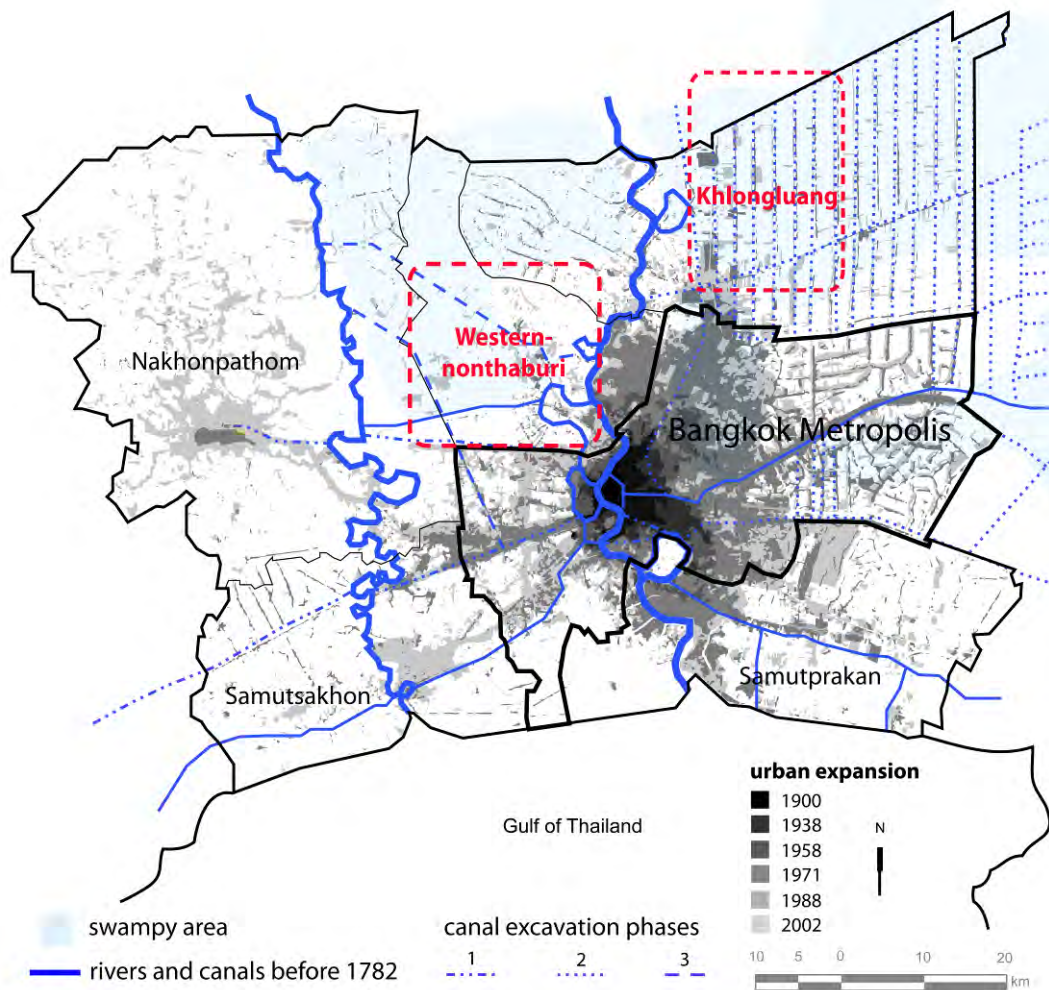 Khlongluang
Western-
nonthaburi
Nakhonpathom
Bangkok Metropolis
Samutsakhon
Samutprakan
Gulf of Thailand
urban expansion
1900
1938
1958
1971
1988
2002
N
swampy area
rivers and canals before 1782
canal excavation phases
1 2 3
10 5 0 10 20
km